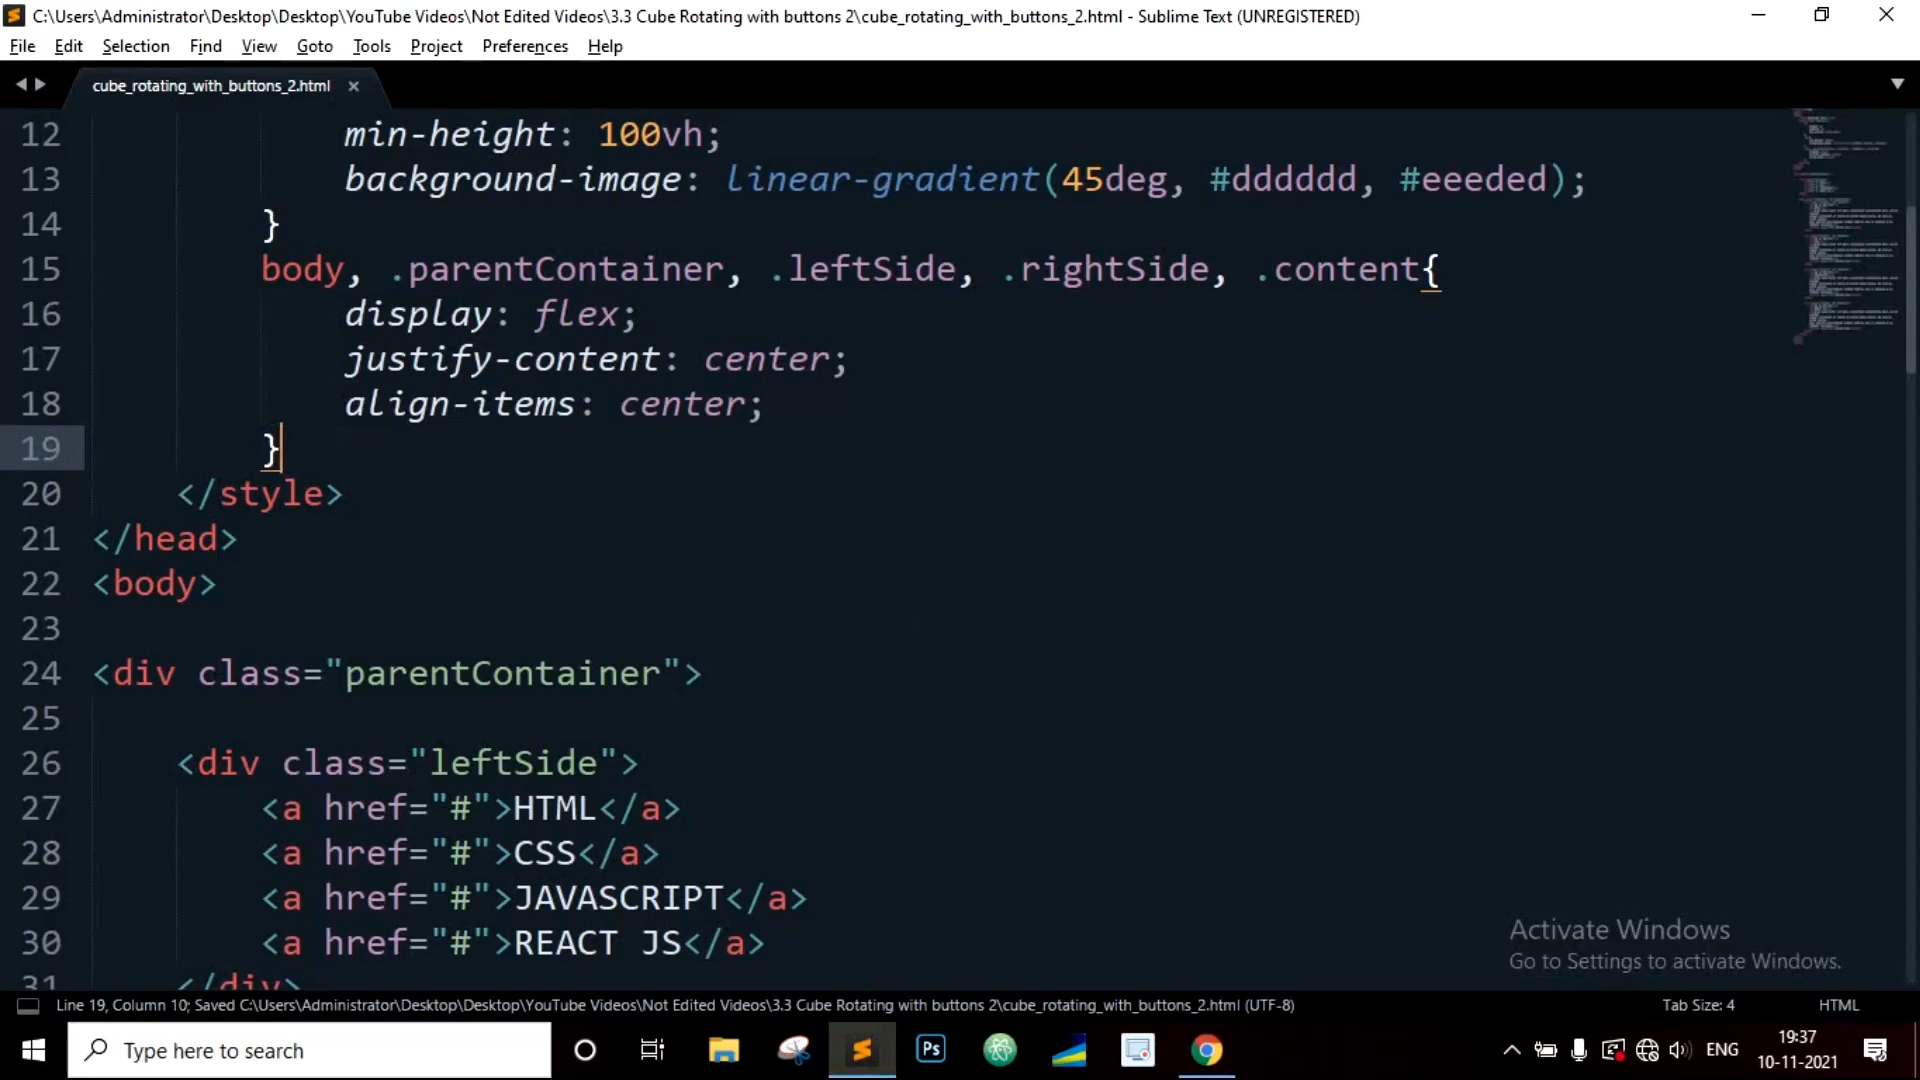 C:\Users\Administrator\Desktop\Desktop\YouTube Videos\Not Edited Videos\3.3 Cube Rotating with buttons 2\cube_rotating_with_buttons_2.html - Sublime Text (UNREGISTERED)
File Edit Selection Find View Goto Tools Project Preferences Help
cube_rotating_with_buttons_2.html
12 min-height: 100vh;
13 background-image: linear-gradient(45deg, #dddddd, #eeeded);
14 }
15 body, .parentContainer, .leftSide, .rightSide, .content{
16 display: flex;
17 justify-content: center;
18 align-items: center;
19 }
20 </style>
21 </head>
22 <body>
23
24 <div class="parentContainer">
25
26 <div class="leftSide">
27 <a href="#">HTML</a>
28 <a href="#">CSS</a>
29 <a href="#">JAVASCRIPT</a>
30 <a href="#">REACT JS</a>
31 </div>
Activate Windows
Go to Settings to activate Windows.
Line 19, Column 10; Saved C:\Users\Administrator\Desktop\Desktop\YouTube Videos\Not Edited Videos\3.3 Cube Rotating with buttons 2\cube_rotating_with_buttons_2.html (UTF-8) Tab Size: 4 HTML
Type here to search
Ps
ENG
19:37
10-11-2021